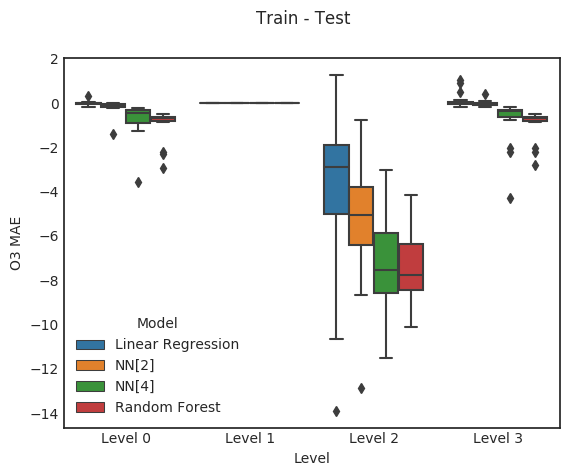 Train - Test
2
0
−2
−4
−6
−8
−10
−12
−14
O3 MAE
Model
Linear Regression
NN[2]
NN[4]
Random Forest
Level 0
Level 1
Level 2
Level 3
Level